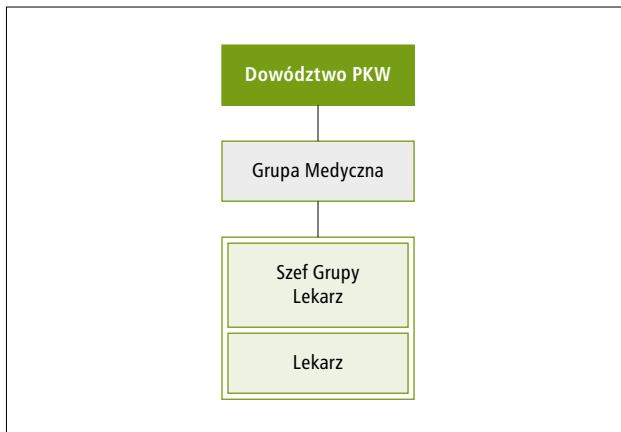 Dowództwo PKW
Grupa Medyczna
Szef Grupy
Lekarz
Lekarz